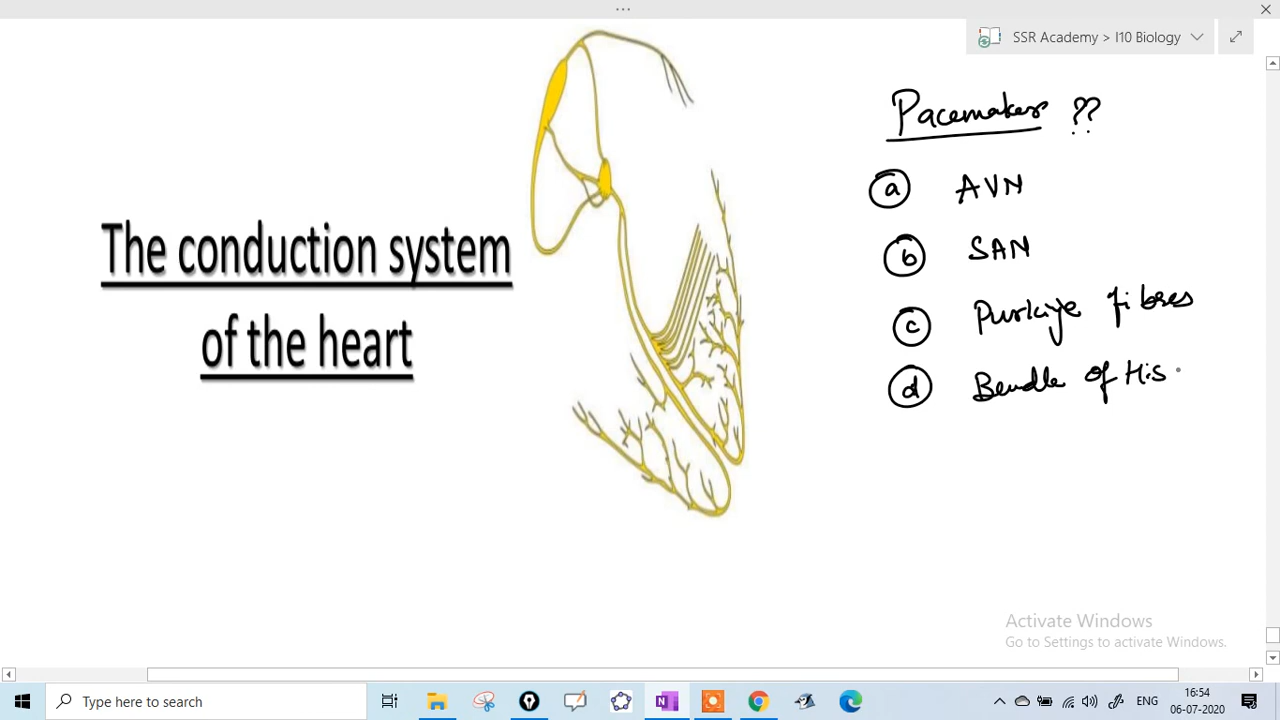 ...
SSR Academy > I10 Biology
Pacemaker ??
a AVN
b SAN
c Purkinje fibres
d Bundle of His
The conduction system
of the heart
Activate Windows
Go to Settings to activate Windows.
Type here to search
ENG
16:54
06-07-2020